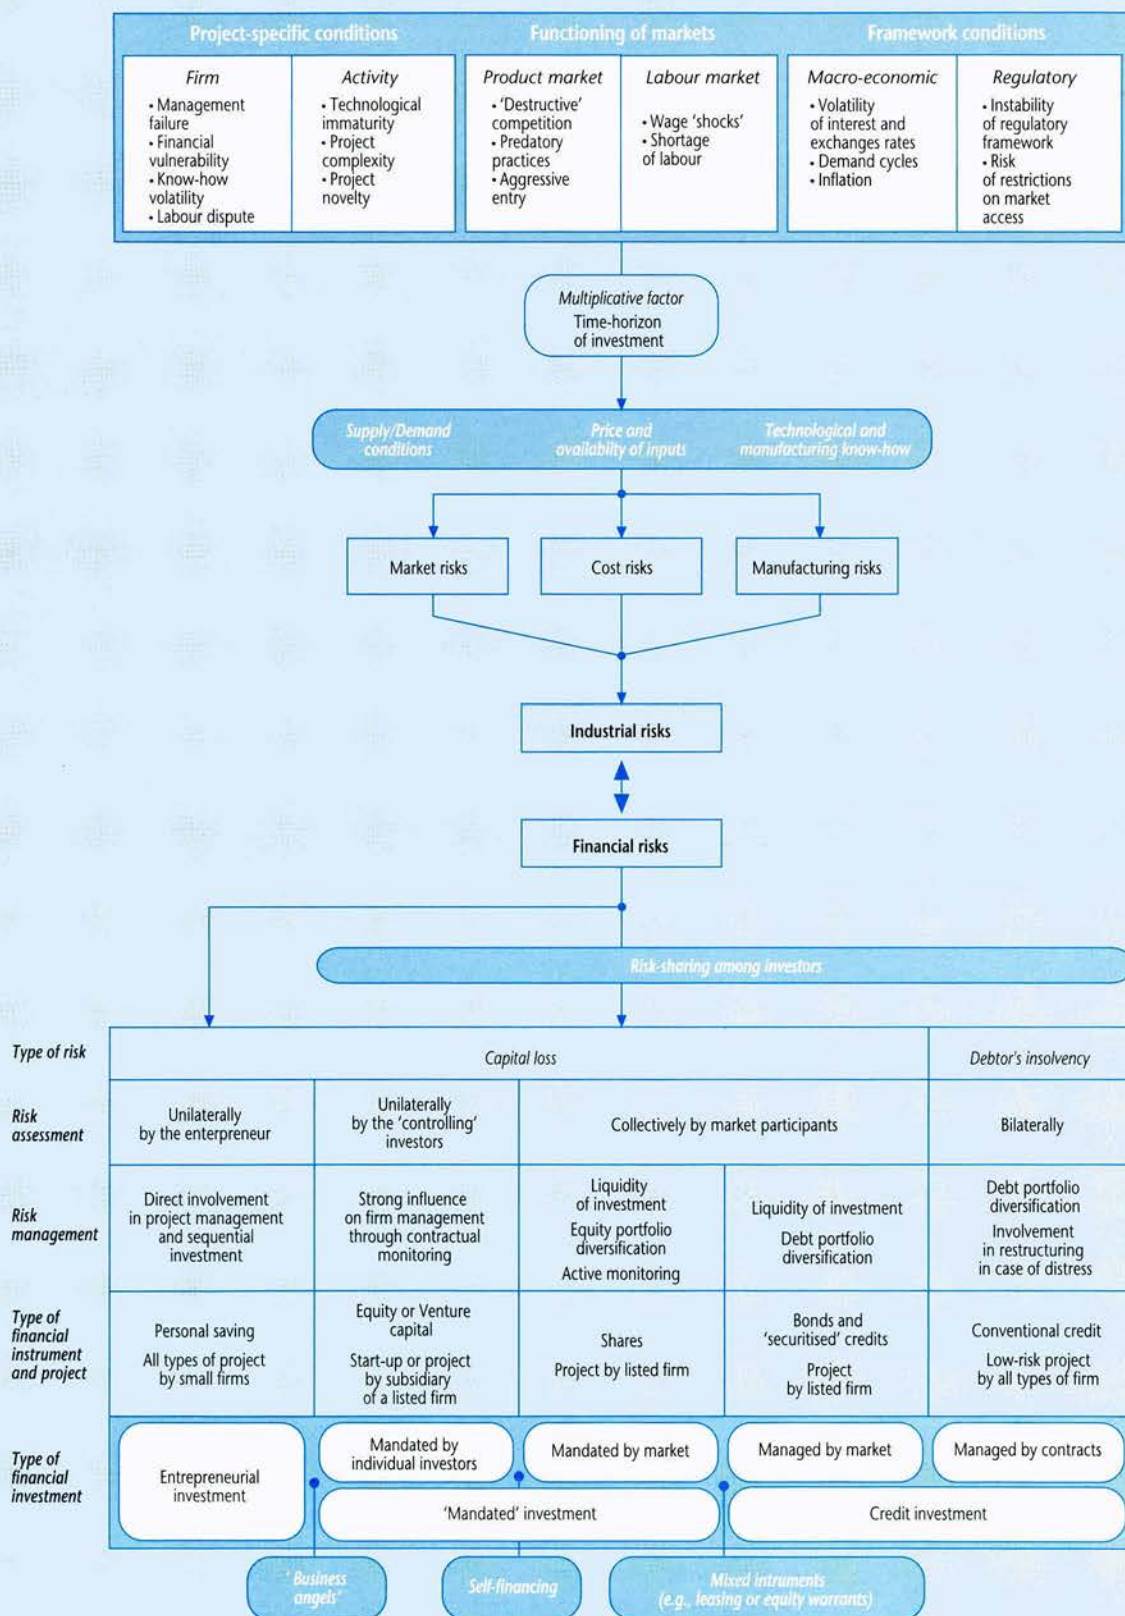 Project-specific conditions
Functioning of markets
Framework conditions
Firm
• Management
failure
• Financial
vulnerability
• Know-how
volatility
• Labour dispute
Activity
• Technological
immaturity
• Project
complexity
• Project
novelty
Product market
• 'Destructive'
competition
• Predatory
practices
• Aggressive
entry
Labour market
• Wage 'shocks'
• Shortage
of labour
Macro-economic
• Volatility
of interest and
exchanges rates
• Demand cycles
• Inflation
Regulatory
• Instability
of regulatory
framework
• Risk
of restrictions
on market
access
Multiplicative factor
Time-horizon
of investment
Supply/Demand
conditions
Price and
availabilty of inputs
Technological and
manufacturing know-how
Market risks
Cost risks
Manufacturing risks
Industrial risks
Financial risks
Risk-sharing among investors
Type of risk
Capital loss
Debtor's insolvency
Risk
assessment
Unilaterally
by the enterpreneur
Unilaterally
by the 'controlling'
investors
Collectively by market participants
Bilaterally
Risk
management
Direct involvement
in project management
and sequential
investment
Strong influence
on firm management
through contractual
monitoring
Liquidity
of investment
Equity portfolio
diversification
Active monitoring
Liquidity of investment
Debt portfolio
diversification
Debt portfolio
diversification
Involvement
in restructuring
in case of distress
Type of
financial
instrument
and project
Personal saving
All types of project
by small firms
Equity or Venture
capital
Start-up or project
by subsidiary
of a listed firm
Shares
Project by listed firm
Bonds and
'securitised' credits
Project
by listed firm
Conventional credit
Low-risk project
by all types of firm
Type of
financial
investment
Entrepreneurial
investment
Mandated by
individual investors
Mandated by market
Managed by market
Managed by contracts
'Mandated' investment
Credit investment
' Business
angels'
Self-financing
Mixed intruments
(e.g., leasing or equity warrants)